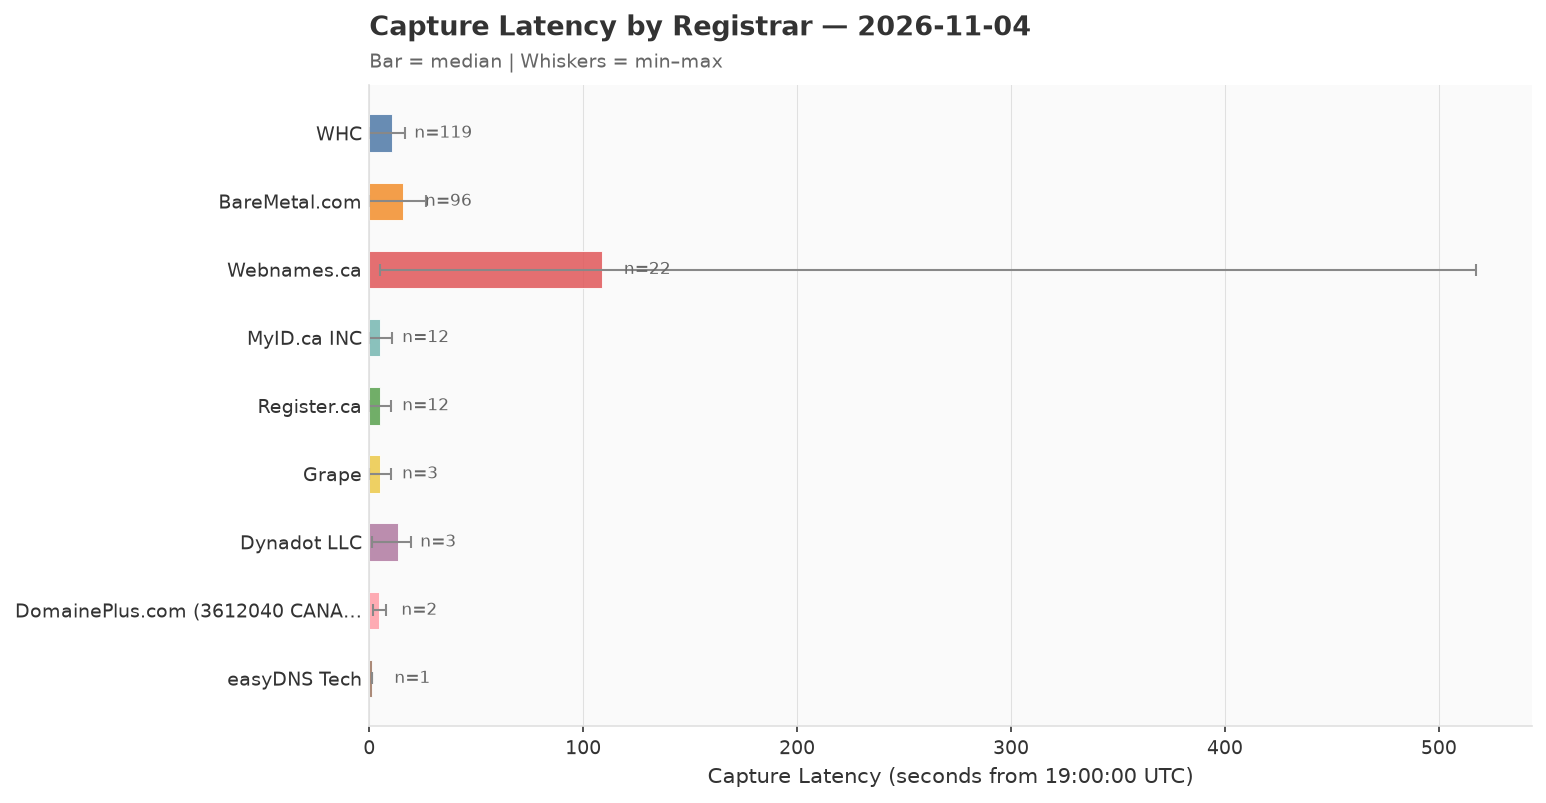 Capture Latency by Registrar — 2026-11-04
Bar = median | Whiskers = min–max
WHC n=119
BareMetal.com n=96
Webnames.ca n=22
MyID.ca INC n=12
Register.ca n=12
Grape n=3
Dynadot LLC n=3
DomainePlus.com (3612040 CANA... n=2
easyDNS Tech n=1
0 100 200 300 400 500
Capture Latency (seconds from 19:00:00 UTC)